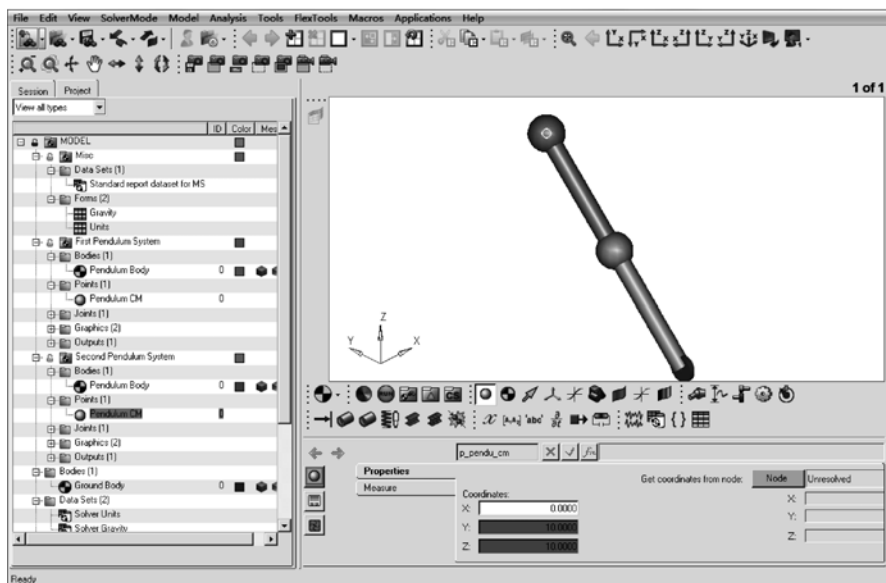 File Edit View SolverMode Model Analysis Tools FlexTools Macros Applications Help
Session Project
View all types
ID Color Mes
MODEL
Misc
Data Sets (1)
Standard report dataset for MS
Forms (2)
Gravity
Units
First Pendulum System
Bodies (1)
Pendulum Body 0
Points (1)
Pendulum CM 0
Joints (1)
Graphics (2)
Outputs (1)
Second Pendulum System
Bodies (1)
Pendulum Body 0
Points (1)
Pendulum CM
Joints (1)
Graphics (2)
Outputs (1)
Bodies (1)
Ground Body 0
Data Sets (2)
Solver Units
Solver Gravity
Ready
1 of 1
Z
Y X
p_pendu_cm
Properties
Measure
Coordinates:
X: 0.0000
Y: 10.0000
Z: 10.0000
Get coordinates from node: Node Unresolved
X:
Y:
Z: